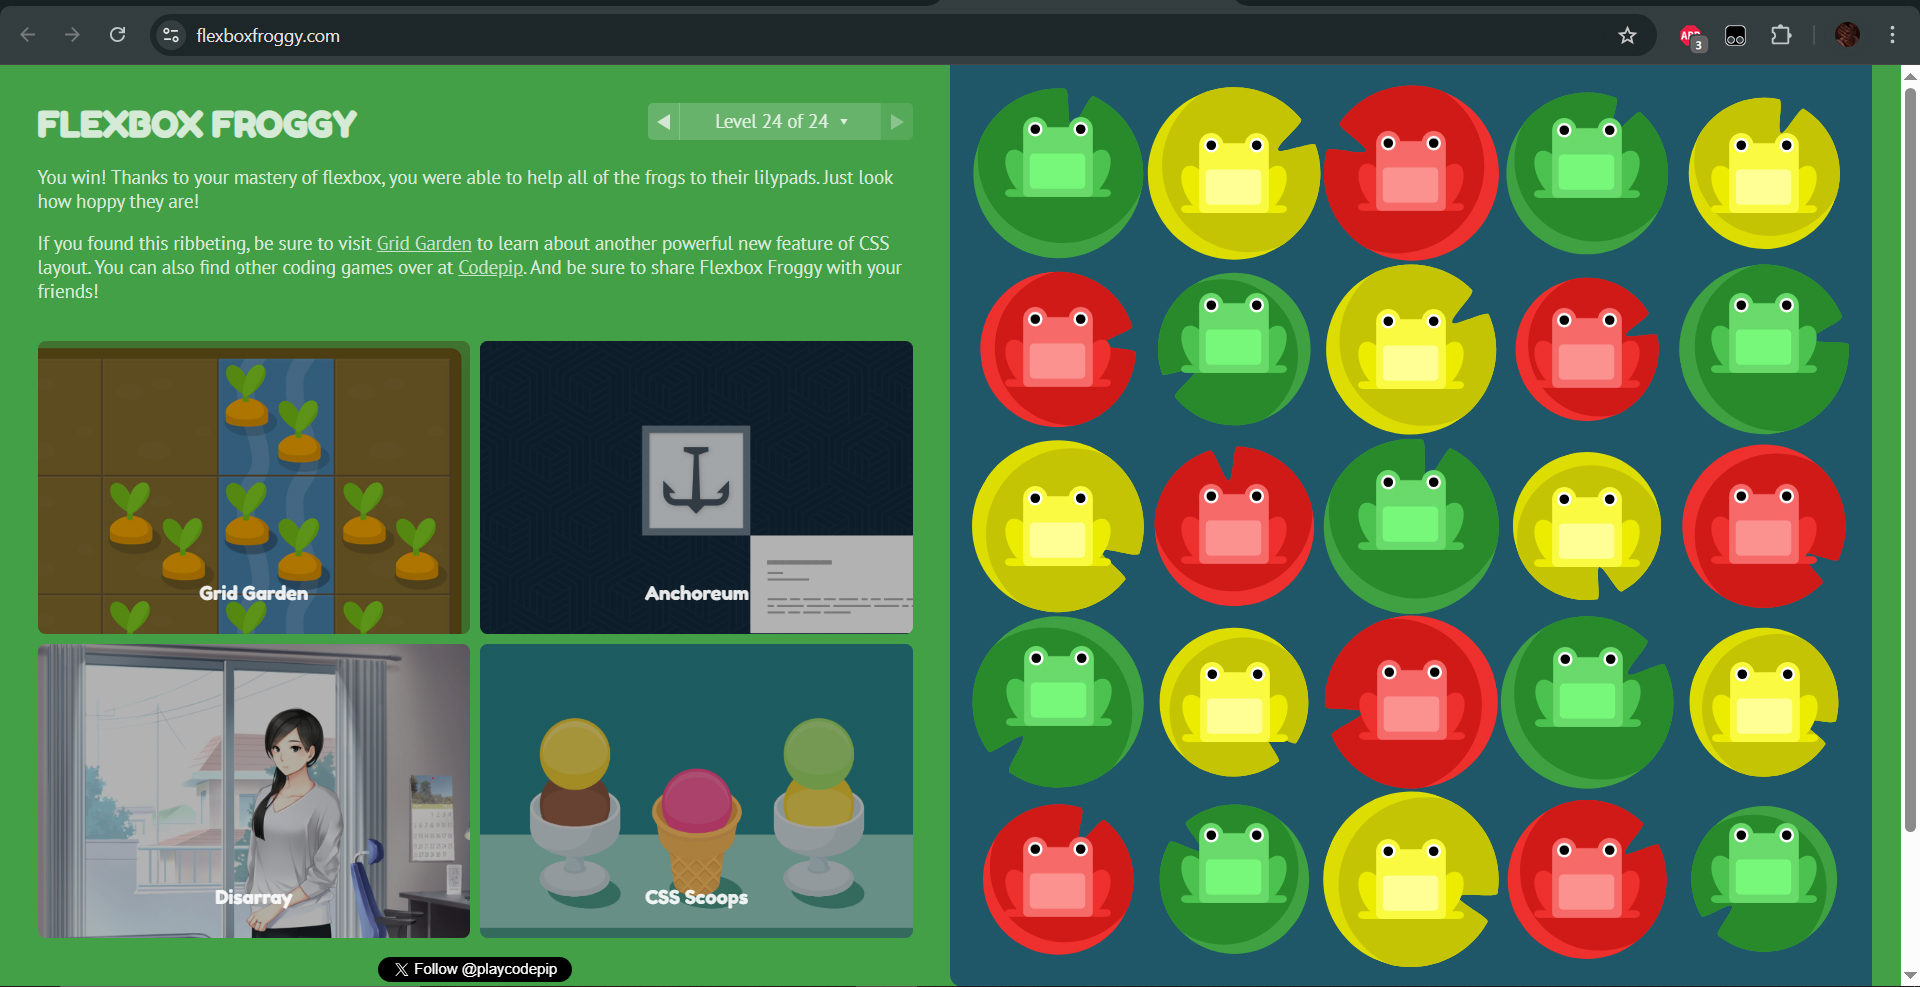 flexboxfroggy.com
3
FLEXBOX FROGGY
Level 24 of 24
You win! Thanks to your mastery of flexbox, you were able to help all of the frogs to their lilypads. Just look
how hoppy they are!
If you found this ribbeting, be sure to visit Grid Garden to learn about another powerful new feature of CSS
layout. You can also find other coding games over at Codepip. And be sure to share Flexbox Froggy with your
friends!
Grid Garden
Anchoreum
Disarray
CSS Scoops
Follow @playcodepip